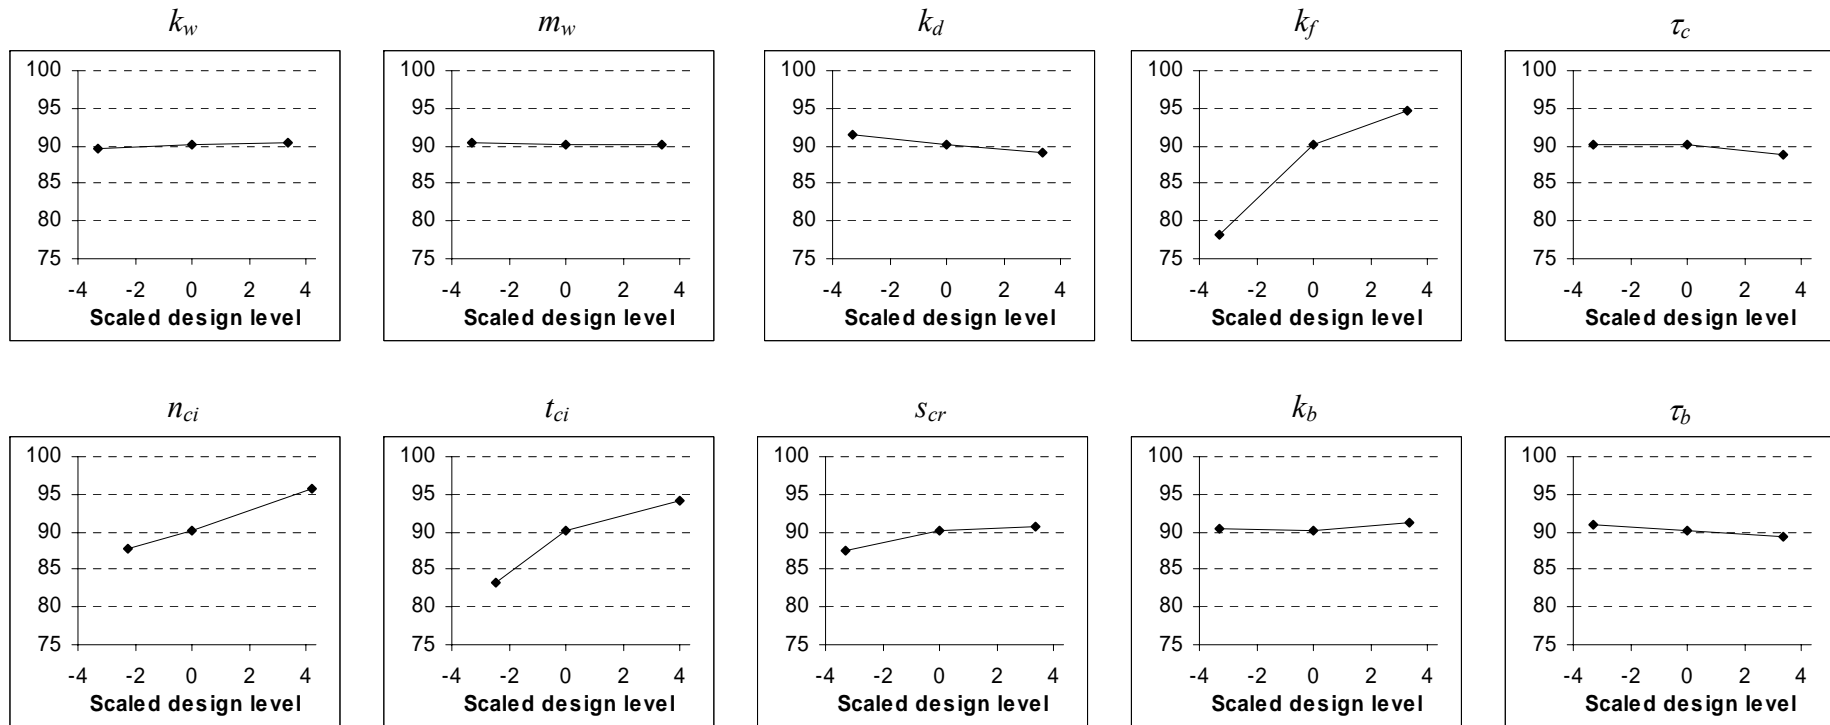 k_w m_w k_d k_f τ_c
100 100 100 100 100
95 95 95 95 95
90 90 90 90 90
85 85 85 85 85
80 80 80 80 80
75 75 75 75 75
-4 -2 0 2 4 -4 -2 0 2 4 -4 -2 0 2 4 -4 -2 0 2 4 -4 -2 0 2 4
Scaled design level Scaled design level Scaled design level Scaled design level Scaled design level
n_ci t_ci s_cr k_b τ_b
100 100 100 100 100
95 95 95 95 95
90 90 90 90 90
85 85 85 85 85
80 80 80 80 80
75 75 75 75 75
-4 -2 0 2 4 -4 -2 0 2 4 -4 -2 0 2 4 -4 -2 0 2 4 -4 -2 0 2 4
Scaled design level Scaled design level Scaled design level Scaled design level Scaled design level